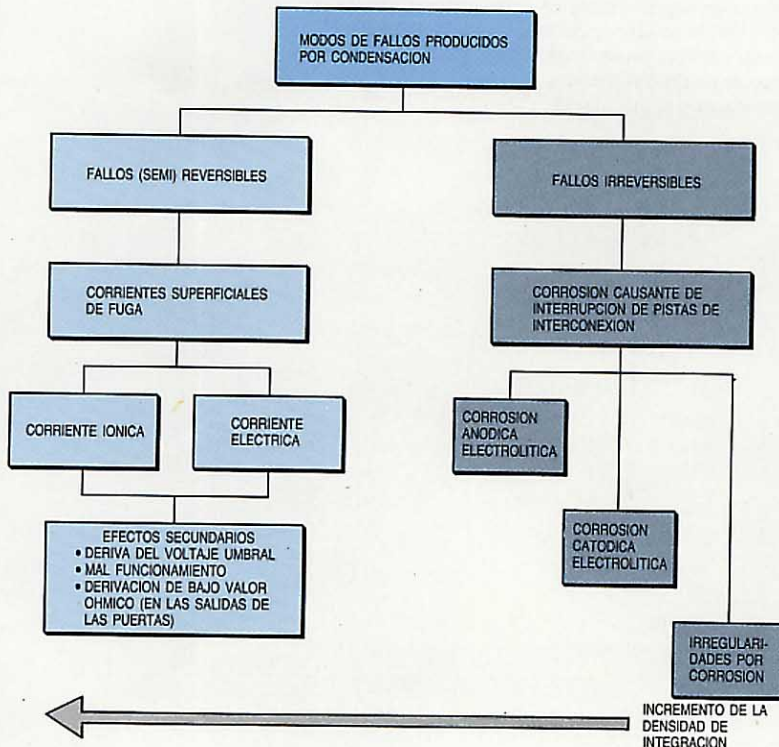 MODOS DE FALLOS PRODUCIDOS
POR CONDENSACION
FALLOS (SEMI) REVERSIBLES
FALLOS IRREVERSIBLES
CORRIENTES SUPERFICIALES
DE FUGA
CORROSION CAUSANTE DE
INTERRUPCION DE PISTAS DE
INTERCONEXION
CORRIENTE IONICA
CORRIENTE
ELECTRICA
CORROSION
ANODICA
ELECTROLITICA
EFECTOS SECUNDARIOS
• DERIVA DEL VOLTAJE UMBRAL
• MAL FUNCIONAMIENTO
• DERIVACION DE BAJO VALOR
OHMICO (EN LAS SALIDAS DE
LAS PUERTAS)
CORROSION
CATODICA
ELECTROLITICA
IRREGULARI-
DADES POR
CORROSION
INCREMENTO DE LA
DENSIDAD DE
INTEGRACION